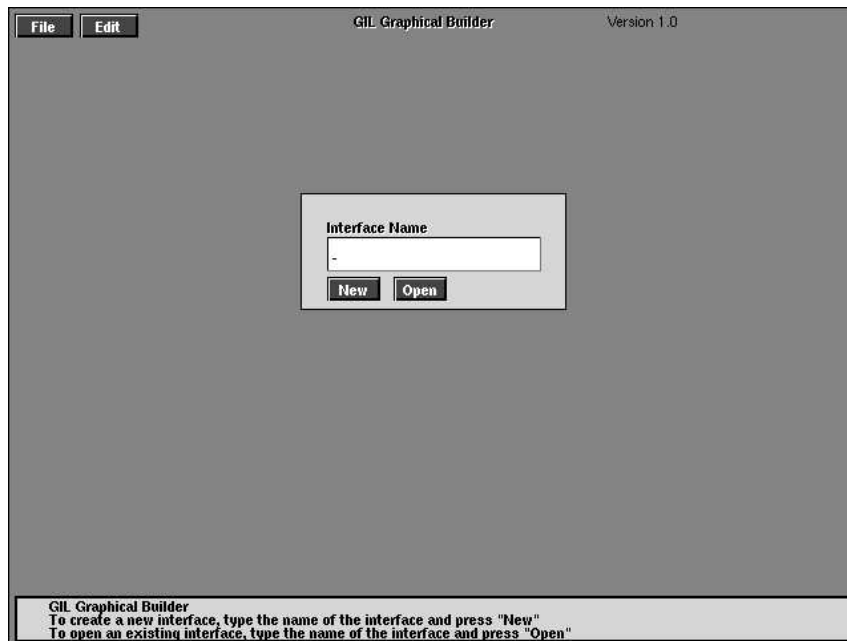 File Edit GIL Graphical Builder Version 1.0
Interface Name
-
New Open
GIL Graphical Builder
To create a new interface, type the name of the interface and press "New"
To open an existing interface, type the name of the interface and press "Open"